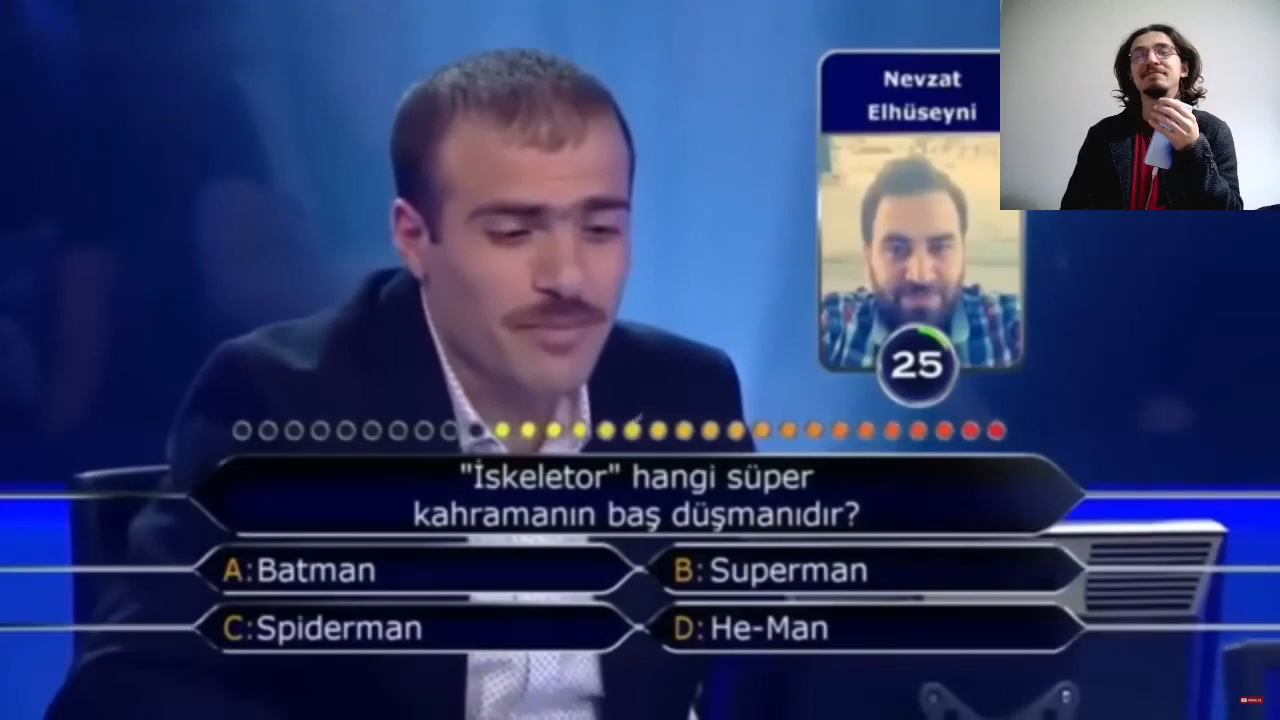 Nevzat
Elhüseyni
25
"İskeletor" hangi süper
kahramanın baş düşmanıdır?
A: Batman
B: Superman
C: Spiderman
D: He-Man